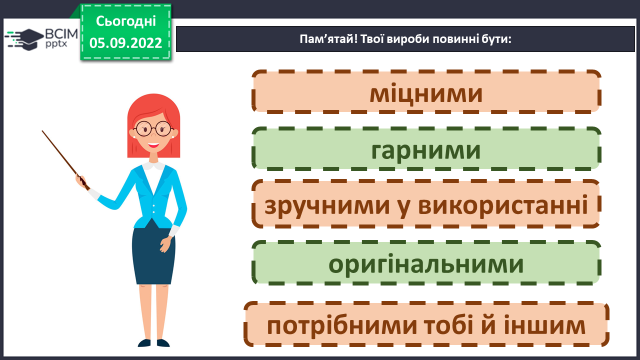 ВСІМ
pptx
Сьогодні
05.09.2022
Пам’ятай! Твої вироби повинні бути:
міцними
гарними
зручними у використанні
оригінальними
потрібними тобі й іншим